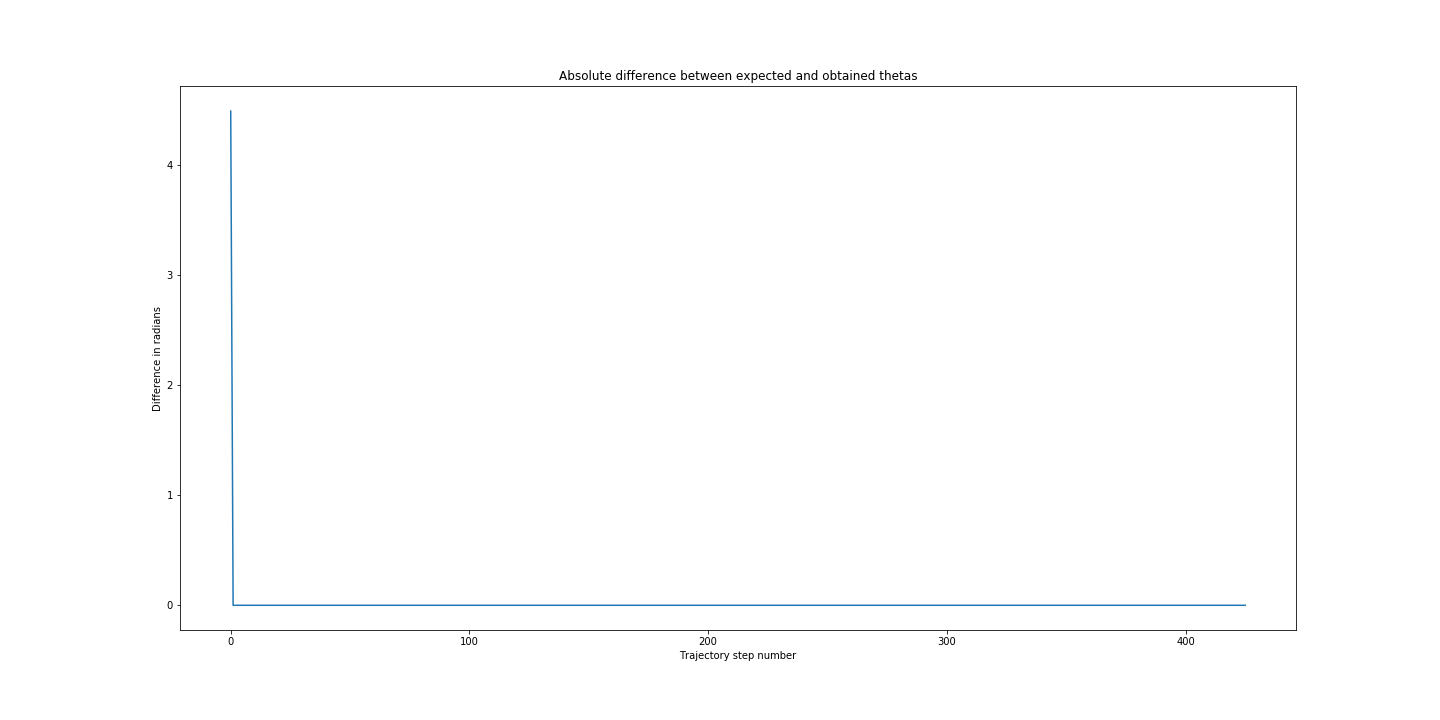 Absolute difference between expected and obtained thetas
4
3
2
1
0
Difference in radians
0 100 200 300 400
Trajectory step number